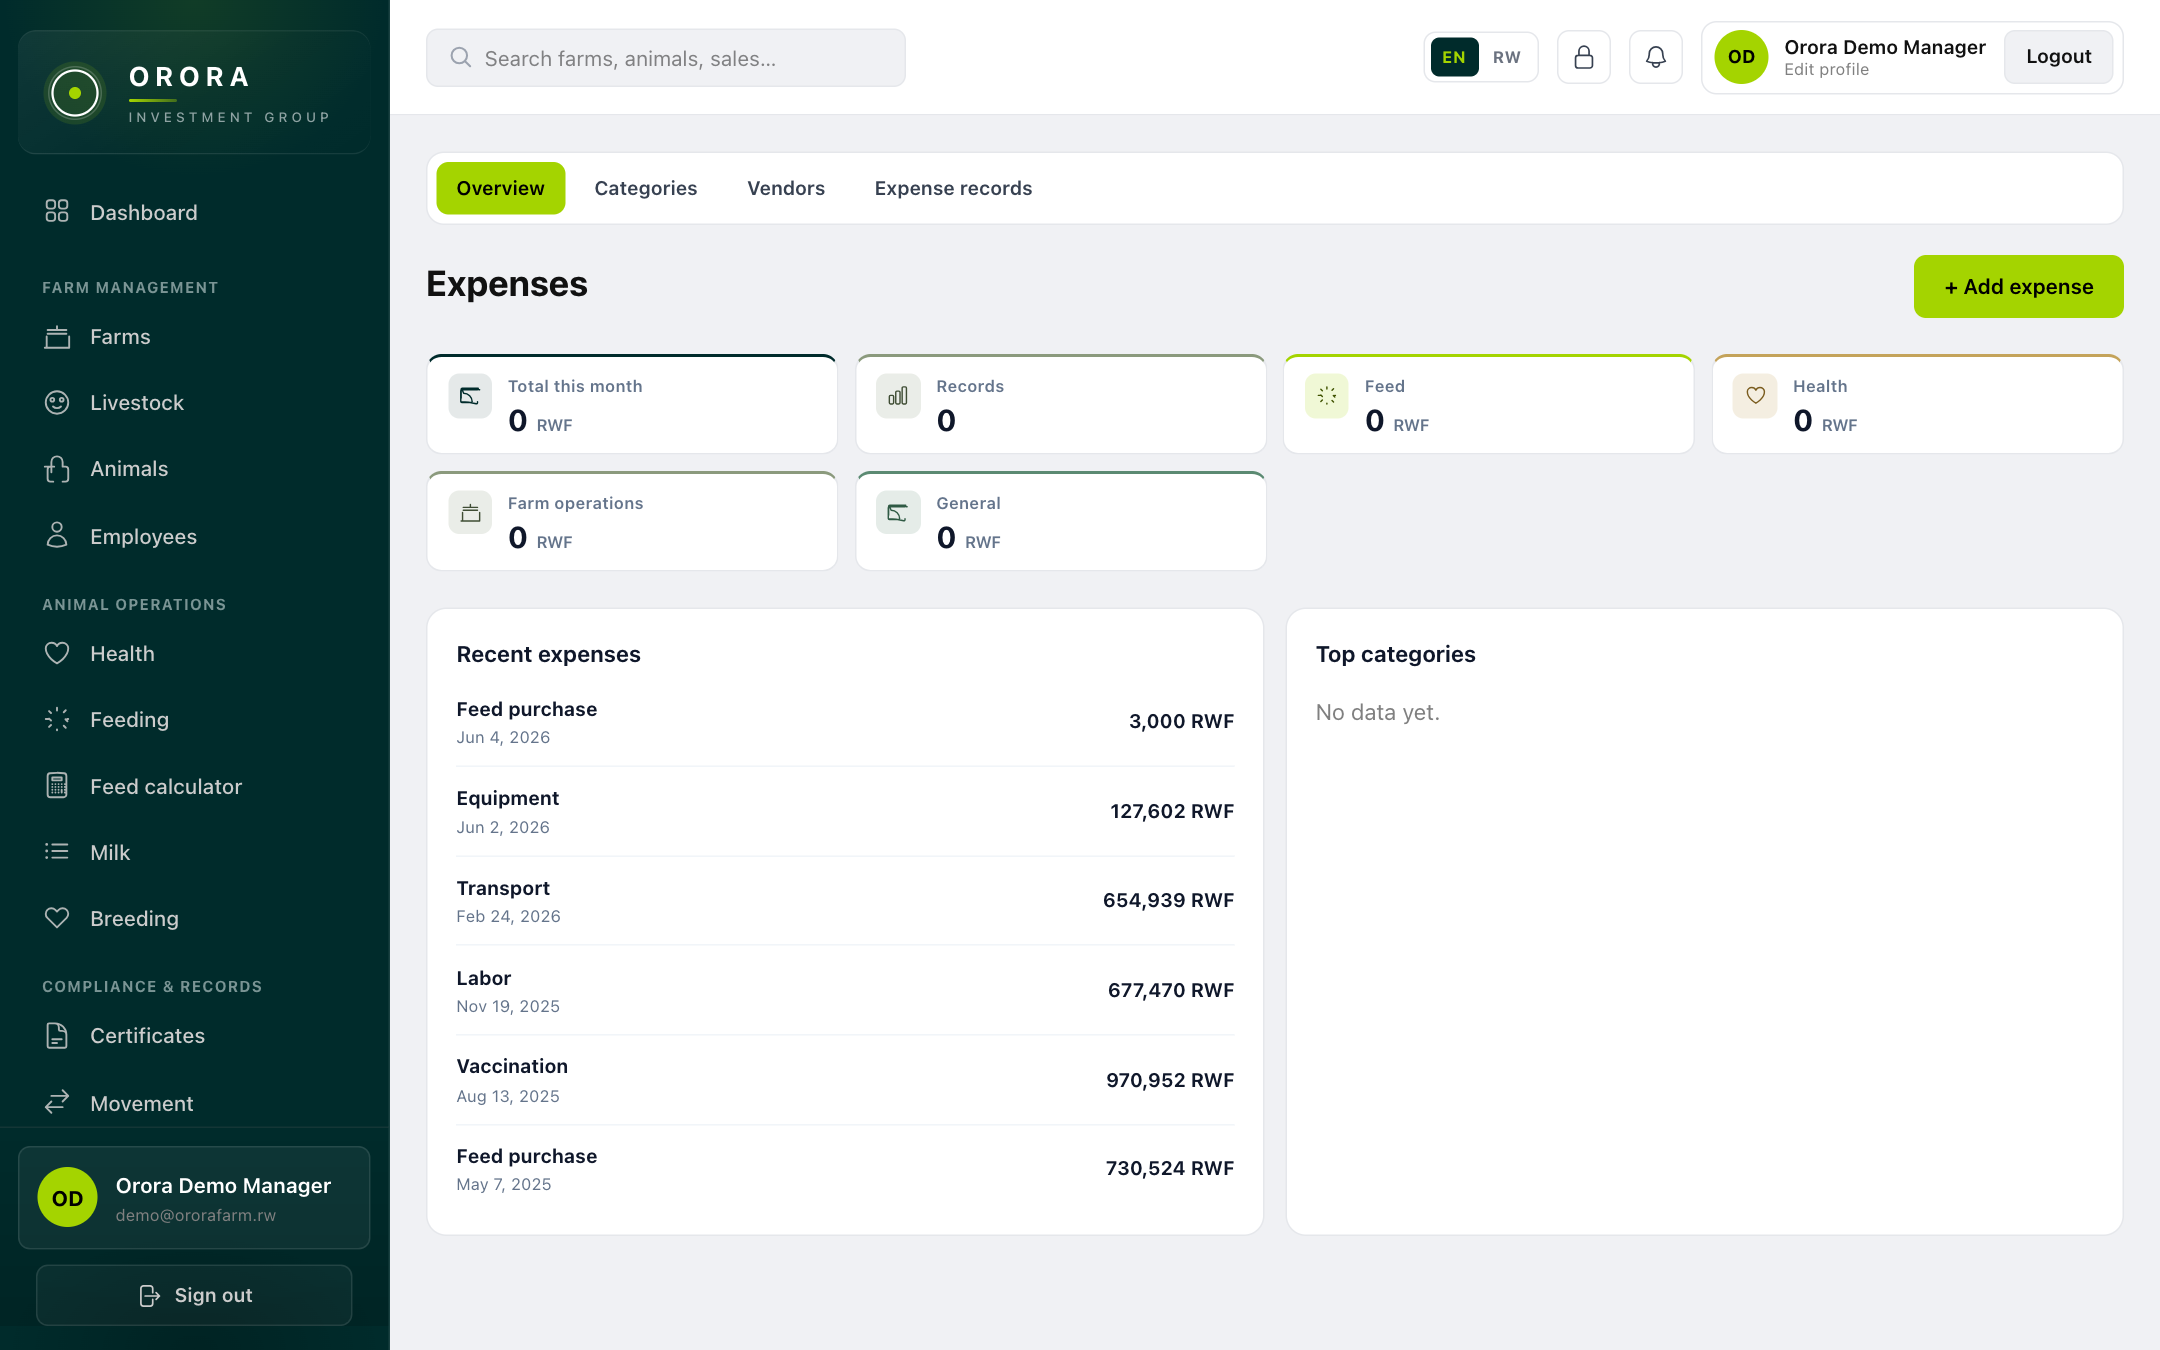 ORORA
INVESTMENT GROUP
Dashboard
FARM MANAGEMENT
Farms
Livestock
Animals
Employees
ANIMAL OPERATIONS
Health
Feeding
Feed calculator
Milk
Breeding
COMPLIANCE & RECORDS
Certificates
Movement
OD
Orora Demo Manager
demo@ororafarm.rw
Sign out
Search farms, animals, sales...
EN RW
OD
Orora Demo Manager
Edit profile
Logout
Overview Categories Vendors Expense records
Expenses
+ Add expense
Total this month
0 RWF
Records
0
Feed
0 RWF
Health
0 RWF
Farm operations
0 RWF
General
0 RWF
Recent expenses
Feed purchase
Jun 4, 2026
3,000 RWF
Equipment
Jun 2, 2026
127,602 RWF
Transport
Feb 24, 2026
654,939 RWF
Labor
Nov 19, 2025
677,470 RWF
Vaccination
Aug 13, 2025
970,952 RWF
Feed purchase
May 7, 2025
730,524 RWF
Top categories
No data yet.